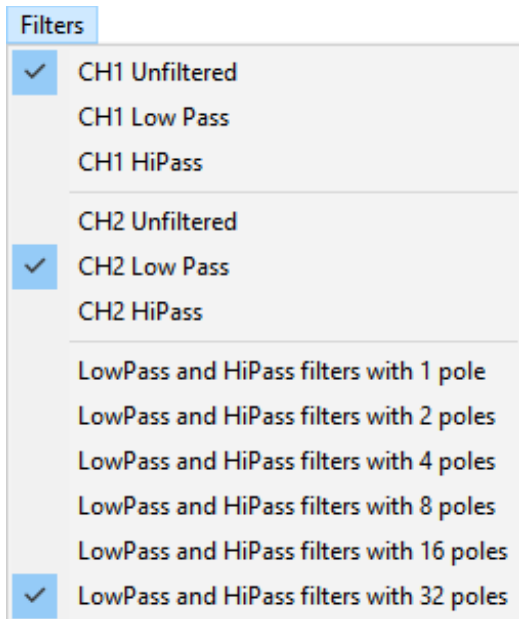 Filters
CH1 Unfiltered
CH1 Low Pass
CH1 HiPass
CH2 Unfiltered
CH2 Low Pass
CH2 HiPass
LowPass and HiPass filters with 1 pole
LowPass and HiPass filters with 2 poles
LowPass and HiPass filters with 4 poles
LowPass and HiPass filters with 8 poles
LowPass and HiPass filters with 16 poles
LowPass and HiPass filters with 32 poles